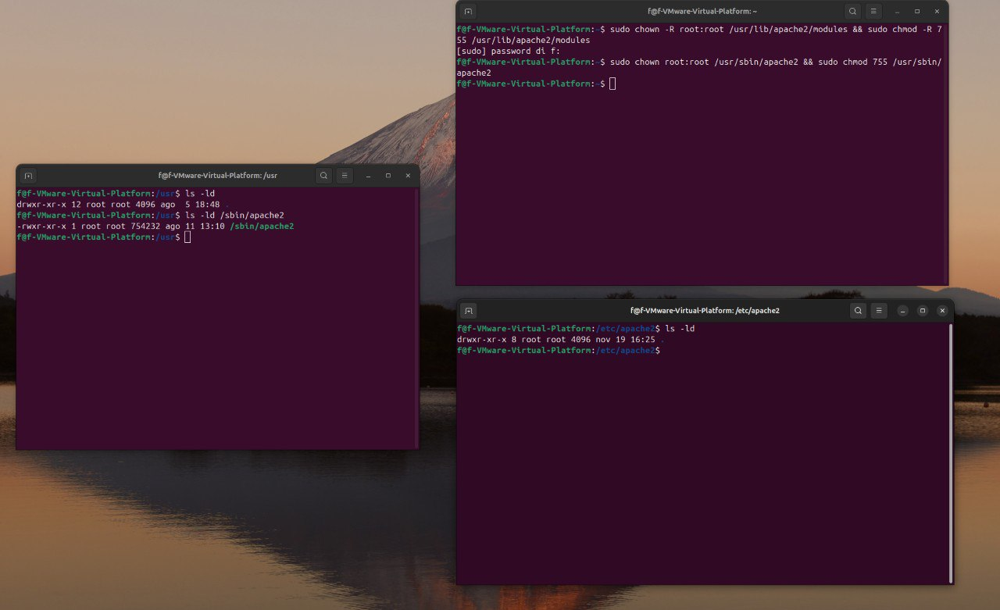 f@f-VMware-Virtual-Platform: ~
f@f-VMware-Virtual-Platform:~$ sudo chown -R root:root /usr/lib/apache2/modules && sudo chmod -R 7
55 /usr/lib/apache2/modules
[sudo] password di f:
f@f-VMware-Virtual-Platform:~$ sudo chown root:root /usr/sbin/apache2 && sudo chmod 755 /usr/sbin/
apache2
f@f-VMware-Virtual-Platform:~$
f@f-VMware-Virtual-Platform: /usr
f@f-VMware-Virtual-Platform:/usr$ ls -ld
drwxr-xr-x 12 root root 4096 ago  5 18:48 .
f@f-VMware-Virtual-Platform:/usr$ ls -ld /sbin/apache2
-rwxr-xr-x 1 root root 754232 ago 11 13:10 /sbin/apache2
f@f-VMware-Virtual-Platform:/usr$
f@f-VMware-Virtual-Platform: /etc/apache2
f@f-VMware-Virtual-Platform:/etc/apache2$ ls -ld
drwxr-xr-x 8 root root 4096 nov 19 16:25 .
f@f-VMware-Virtual-Platform:/etc/apache2$